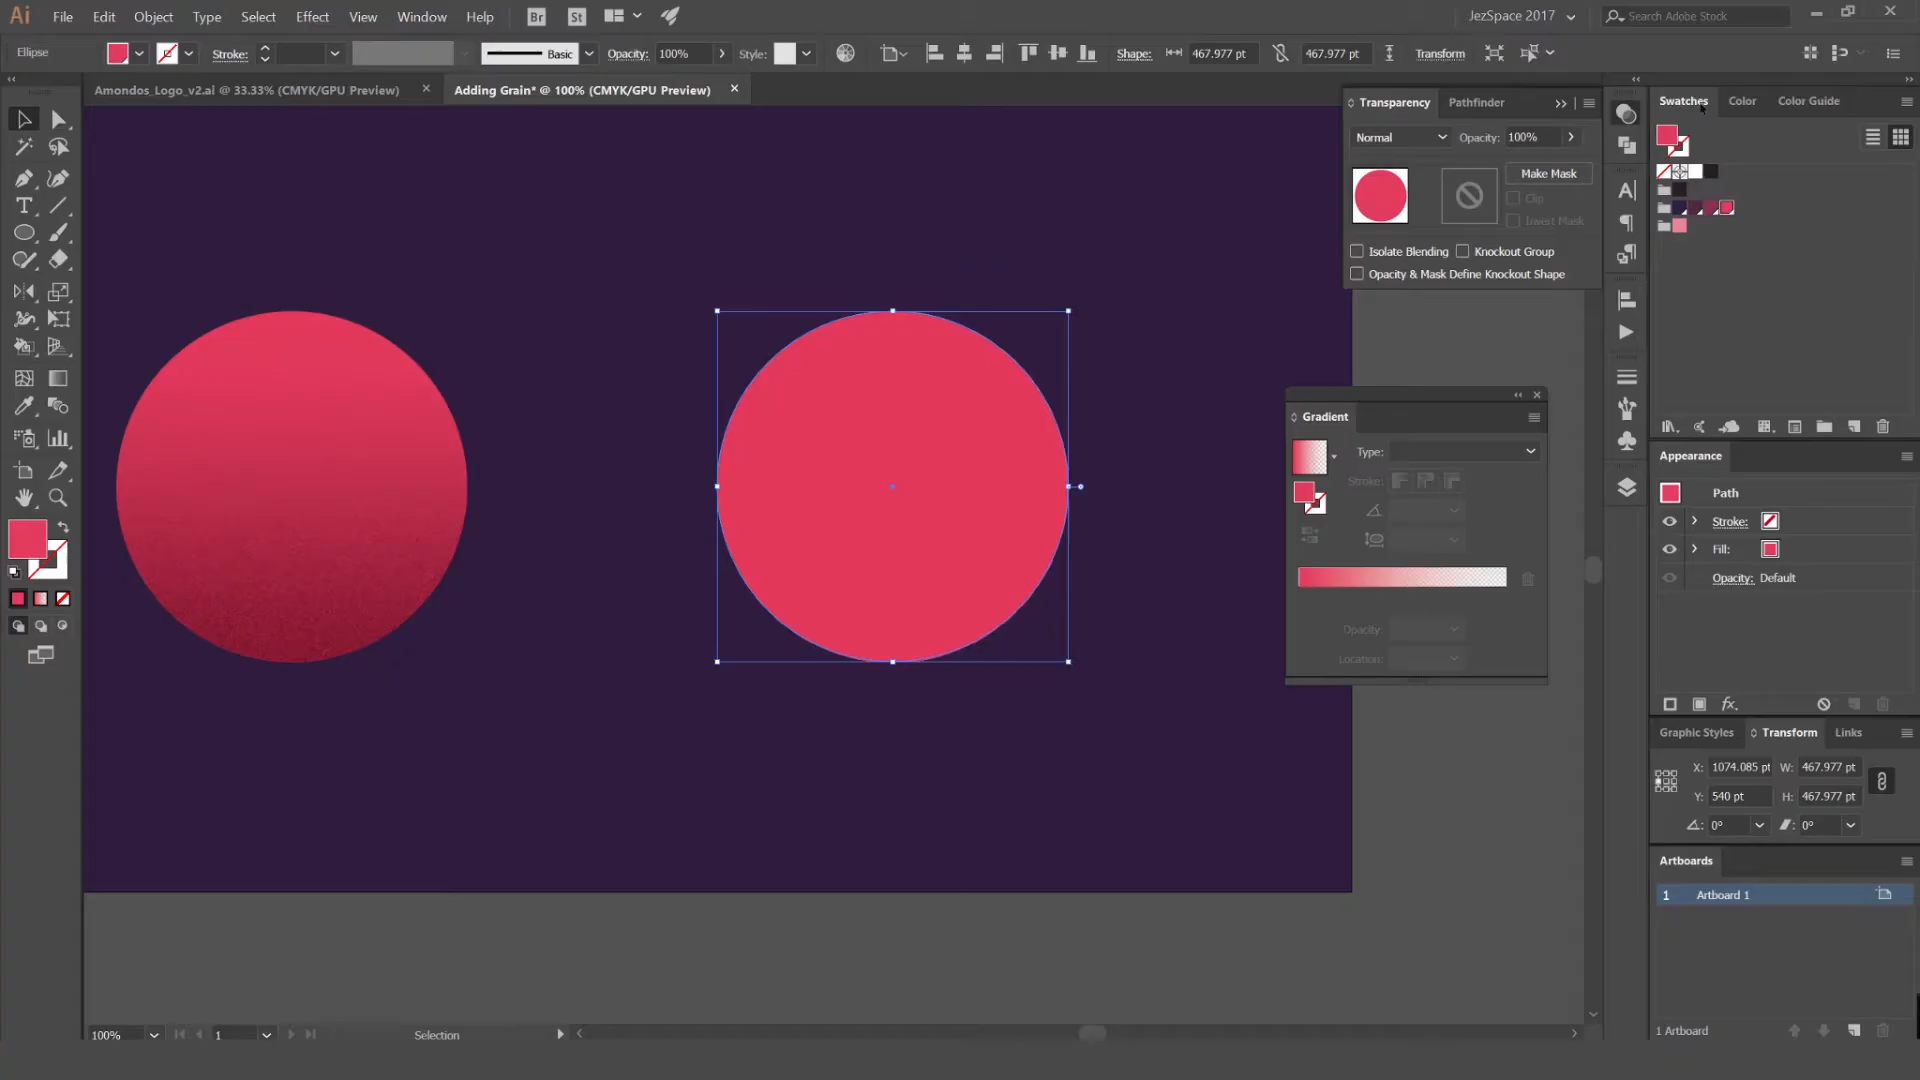 Ai File Edit Object Type Select Effect View Window Help Br St JezSpace 2017 Search Adobe Stock
Ellipse Stroke: Basic Opacity: 100% Style: Shape: 467.977 pt 467.977 pt Transform
Amondos_Logo_v2.ai @ 33.33% (CMYK/GPU Preview) Adding Grain* @ 100% (CMYK/GPU Preview)
Transparency Pathfinder
Normal Opacity: 100%
Make Mask
Clip
Invert Mask
Isolate Blending Knockout Group
Opacity & Mask Define Knockout Shape
Swatches Color Color Guide
Gradient
Type:
Stroke:
Opacity:
Location:
Appearance
Path
Stroke:
Fill:
Opacity: Default
fx.
Graphic Styles Transform Links
X: 1074.085 pt W: 467.977 pt
Y: 540 pt H: 467.977 pt
0° 0°
Artboards
1 Artboard 1
1 Artboard
100% 1 Selection